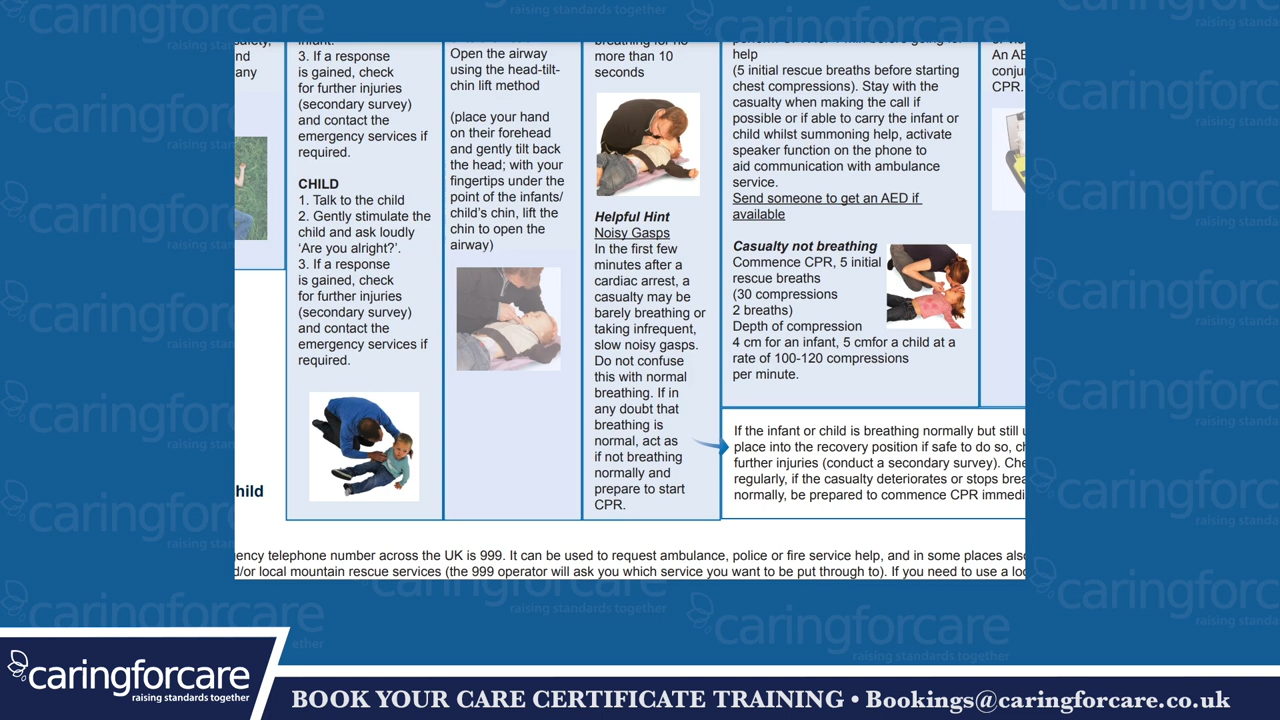 and
any
infant.
3. If a response
is gained, check
for further injuries
(secondary survey)
and contact the
emergency services if
required.
CHILD
1. Talk to the child
2. Gently stimulate the
child and ask loudly
‘Are you alright?’.
3. If a response
is gained, check
for further injuries
(secondary survey)
and contact the
emergency services if
required.
Open the airway
using the head-tilt-
chin lift method
(place your hand
on their forehead
and gently tilt back
the head; with your
fingertips under the
point of the infants/
child’s chin, lift the
chin to open the
airway)
breathing for no
more than 10
seconds
Helpful Hint
Noisy Gasps
In the first few
minutes after a
cardiac arrest, a
casualty may be
barely breathing or
taking infrequent,
slow noisy gasps.
Do not confuse
this with normal
breathing. If in
any doubt that
breathing is
normal, act as
if not breathing
normally and
prepare to start
CPR.
help
(5 initial rescue breaths before starting
chest compressions). Stay with the
casualty when making the call if
possible or if able to carry the infant or
child whilst summoning help, activate
speaker function on the phone to
aid communication with ambulance
service.
Send someone to get an AED if
available
Casualty not breathing
Commence CPR, 5 initial
rescue breaths
(30 compressions
2 breaths)
Depth of compression
4 cm for an infant, 5 cmfor a child at a
rate of 100-120 compressions
per minute.
An AE
conju
CPR.
If the infant or child is breathing normally but still u
place into the recovery position if safe to do so, ch
further injuries (conduct a secondary survey). Che
regularly, if the casualty deteriorates or stops brea
normally, be prepared to commence CPR immedi
hild
ency telephone number across the UK is 999. It can be used to request ambulance, police or fire service help, and in some places also
d/or local mountain rescue services (the 999 operator will ask you which service you want to be put through to). If you need to use a loc
caringforcare
raising standards together
BOOK YOUR CARE CERTIFICATE TRAINING • Bookings@caringforcare.co.uk